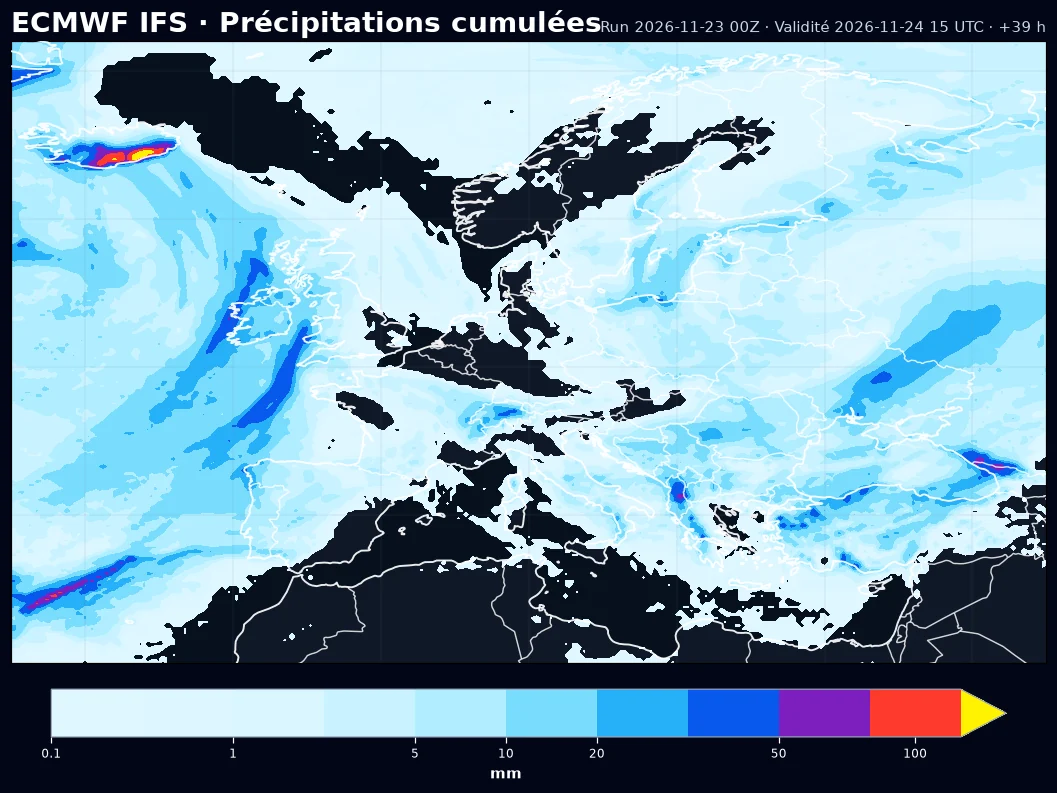 ECMWF IFS · Précipitations cumulées
Run 2026-11-23 00Z · Validité 2026-11-24 15 UTC · +39 h
0.1 1 5 10 20 50 100
mm